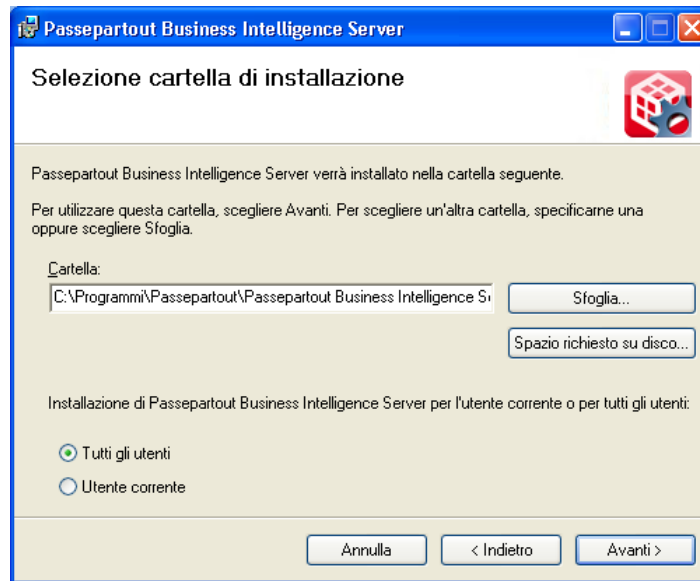 Passepartout Business Intelligence Server
Selezione cartella di installazione
Passepartout Business Intelligence Server verrà installato nella cartella seguente.
Per utilizzare questa cartella, scegliere Avanti. Per scegliere un'altra cartella, specificarne una
oppure scegliere Sfoglia.
Cartella:
C:\Programmi\Passepartout\Passepartout Business Intelligence Se
Sfoglia...
Spazio richiesto su disco...
Installazione di Passepartout Business Intelligence Server per l'utente corrente o per tutti gli utenti:
Tutti gli utenti
Utente corrente
Annulla
< Indietro
Avanti >